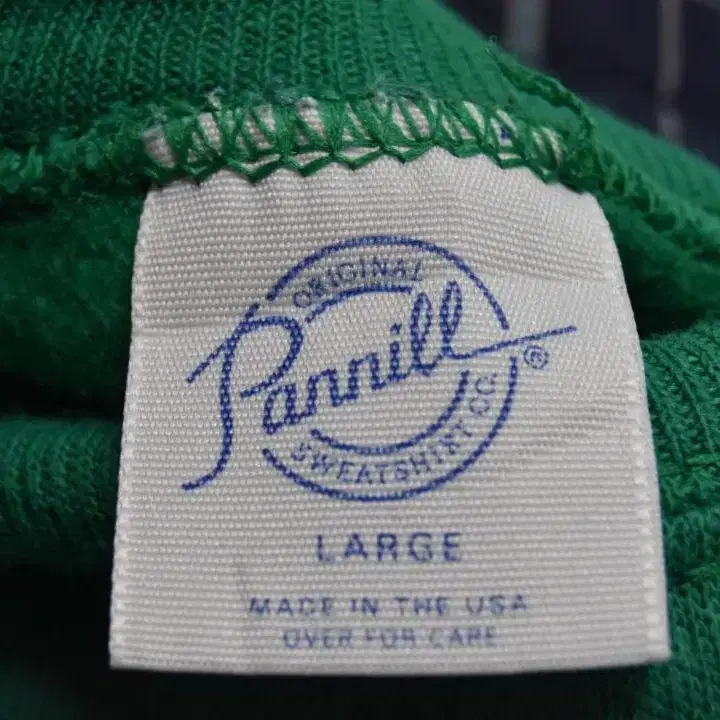 ORIGINAL
Pannill ®
SWEATSHIRT CO.
LARGE
MADE IN THE USA
OVER FOR CARE